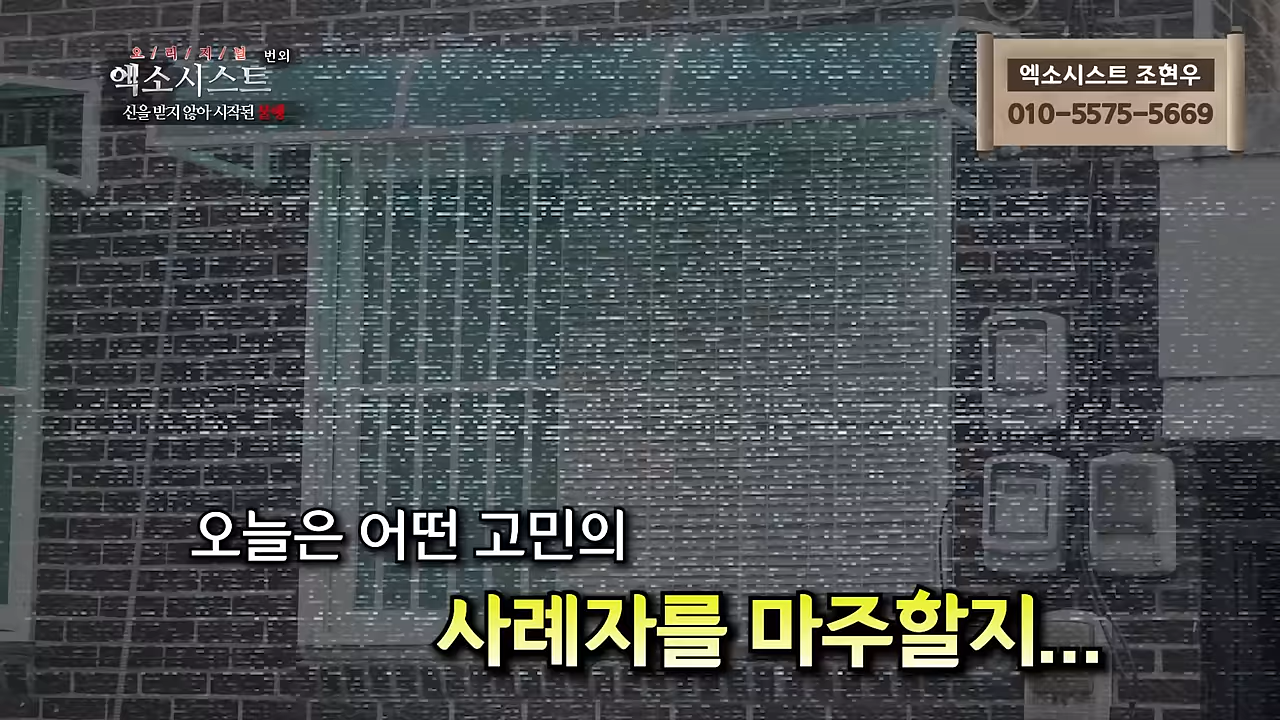 오/리/지/널 번외
엑소시스트
신을 받지 않아 시작된
엑소시스트 조현우
010-5575-5669
오늘은 어떤 고민의
사례자를 마주할지...